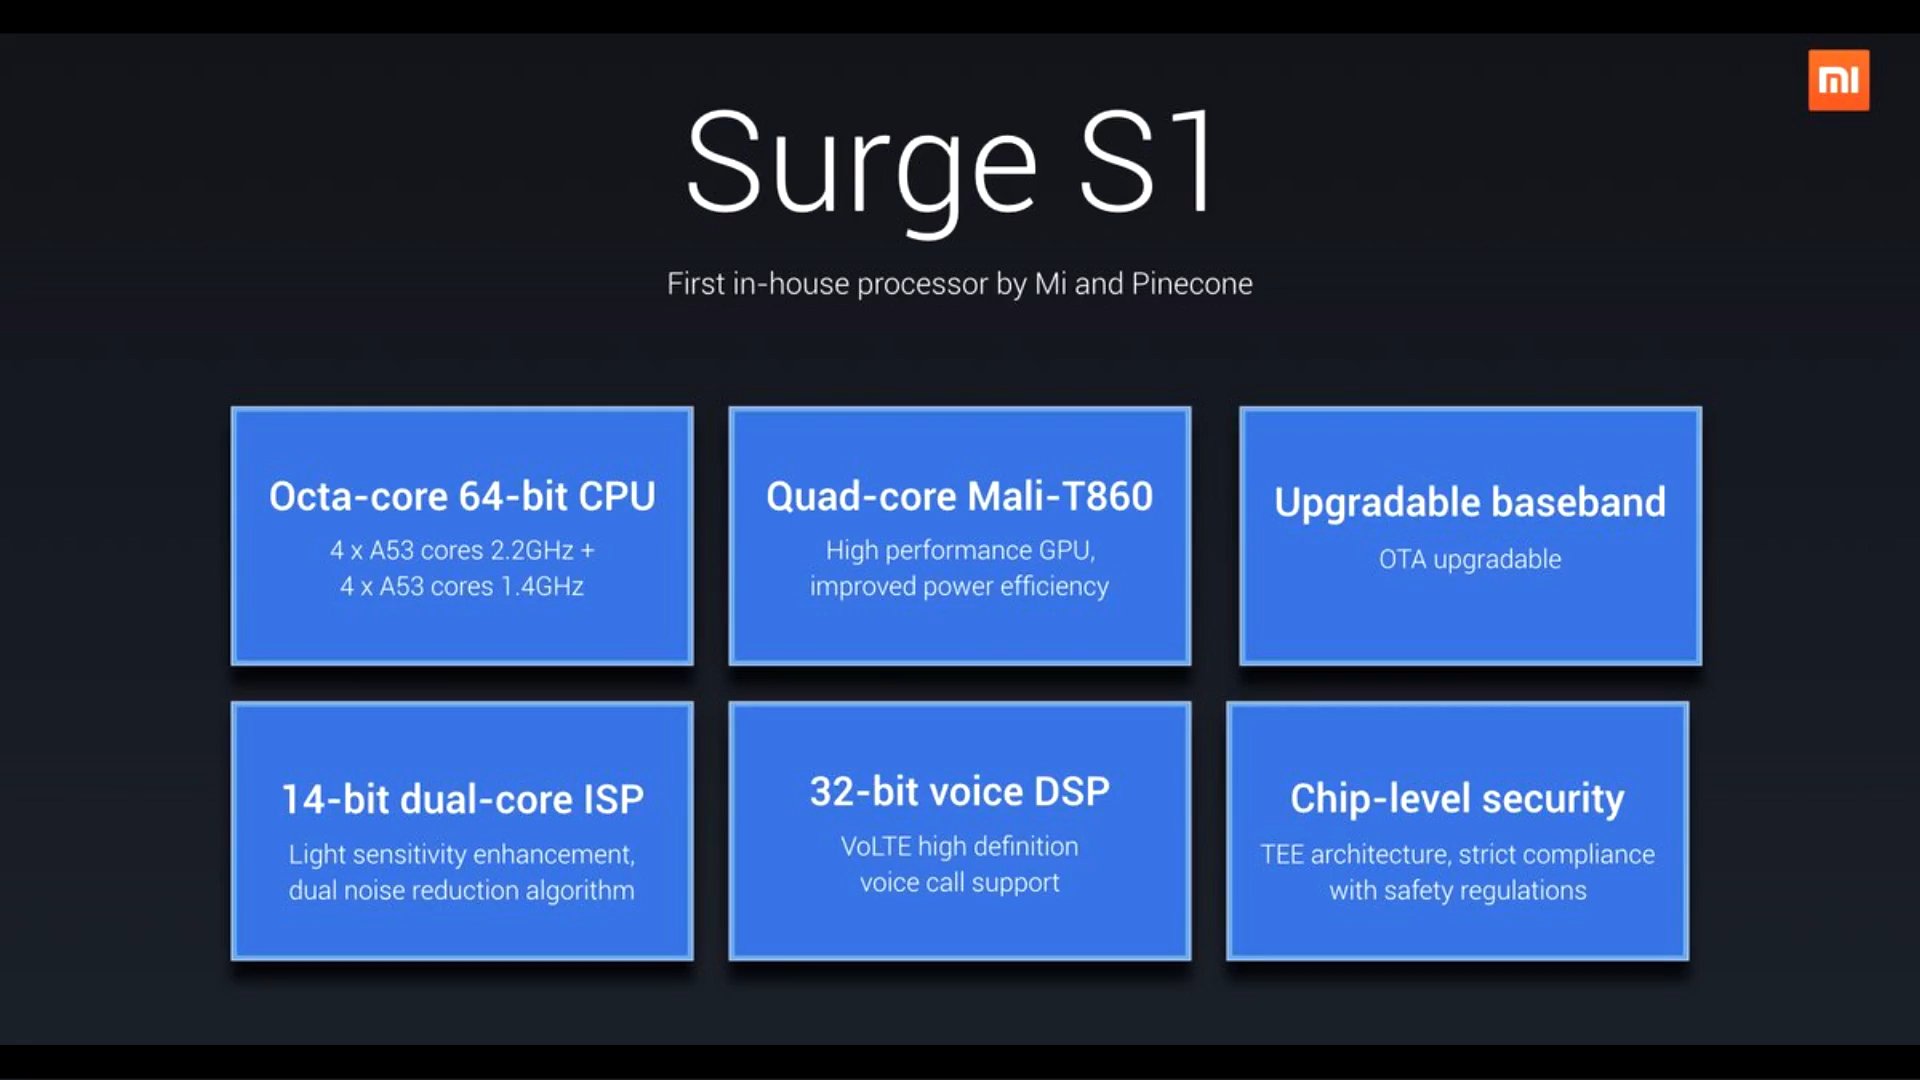 mi
Surge S1
First in-house processor by Mi and Pinecone
Octa-core 64-bit CPU
4 x A53 cores 2.2GHz +
4 x A53 cores 1.4GHz
Quad-core Mali-T860
High performance GPU,
improved power efficiency
Upgradable baseband
OTA upgradable
14-bit dual-core ISP
Light sensitivity enhancement,
dual noise reduction algorithm
32-bit voice DSP
VoLTE high definition
voice call support
Chip-level security
TEE architecture, strict compliance
with safety regulations